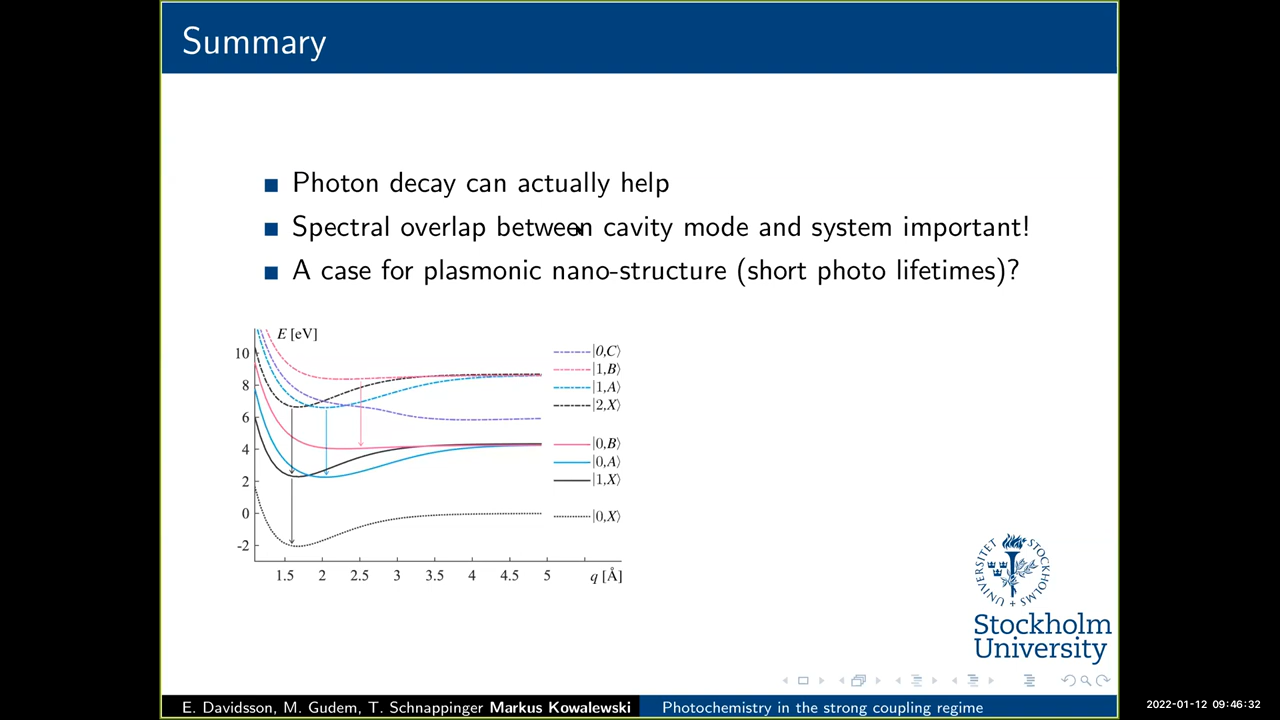 Summary
Photon decay can actually help
Spectral overlap between cavity mode and system important!
A case for plasmonic nano-structure (short photo lifetimes)?
E [eV]
10
8
6
4
2
0
-2
1.5 2 2.5 3 3.5 4 4.5 5 q [Å]
|0,C⟩
|1,B⟩
|1,A⟩
|2,X⟩
|0,B⟩
|0,A⟩
|1,X⟩
|0,X⟩
UNIVERSITET STOCKHOLMS
Stockholm
University
E. Davidsson, M. Gudem, T. Schnappinger Markus Kowalewski
Photochemistry in the strong coupling regime
2022-01-12 09:46:32